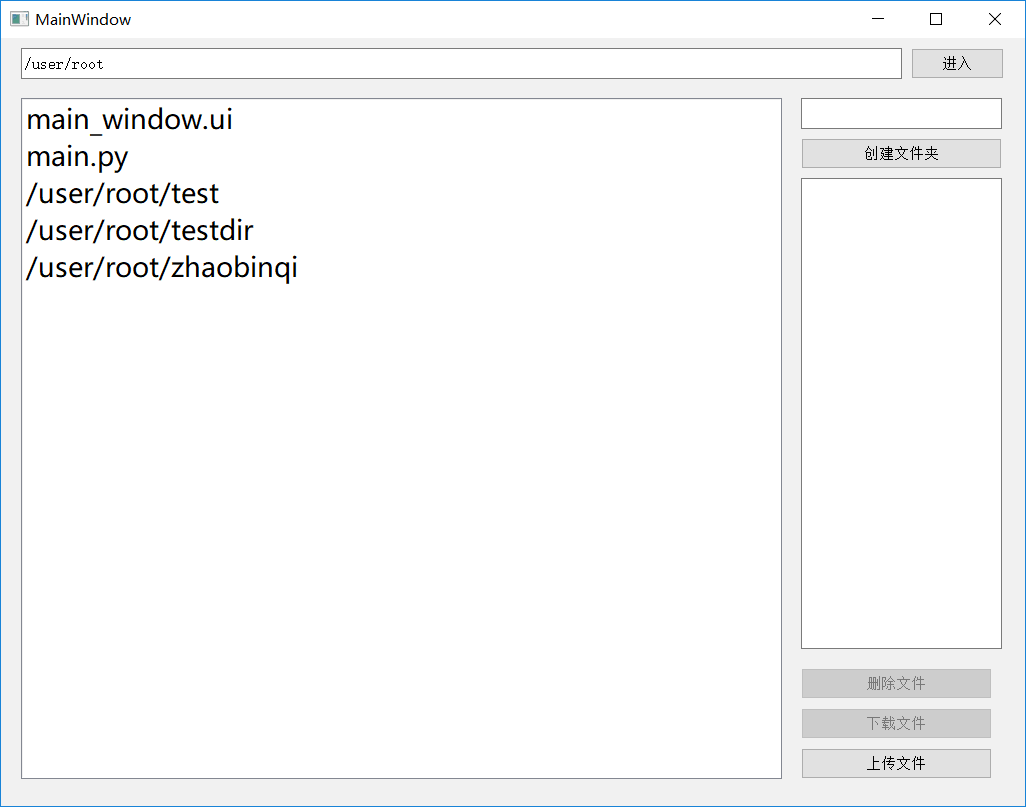 MainWindow
/user/root
进入
main_window.ui
main.py
/user/root/test
/user/root/testdir
/user/root/zhaobinqi
创建文件夹
删除文件
下载文件
上传文件